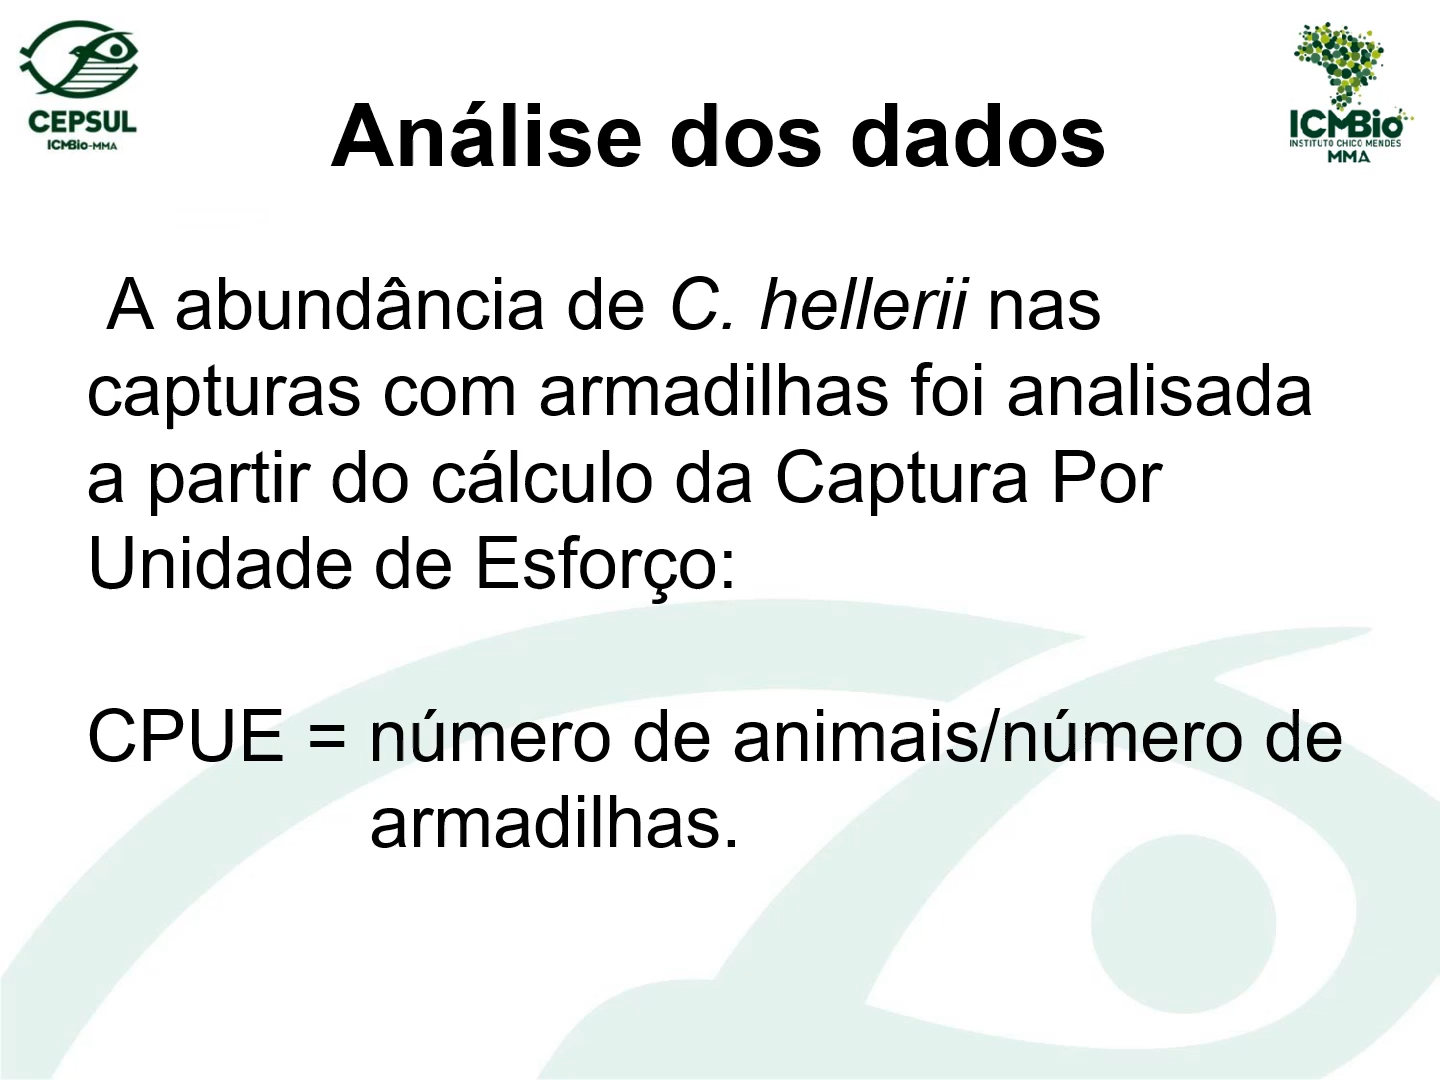 CEPSUL
ICMBio-MMA
ICMBio
INSTITUTO CHICO MENDES
MMA
Análise dos dados
A abundância de C. hellerii nas
capturas com armadilhas foi analisada
a partir do cálculo da Captura Por
Unidade de Esforço:
CPUE = número de animais/número de
armadilhas.